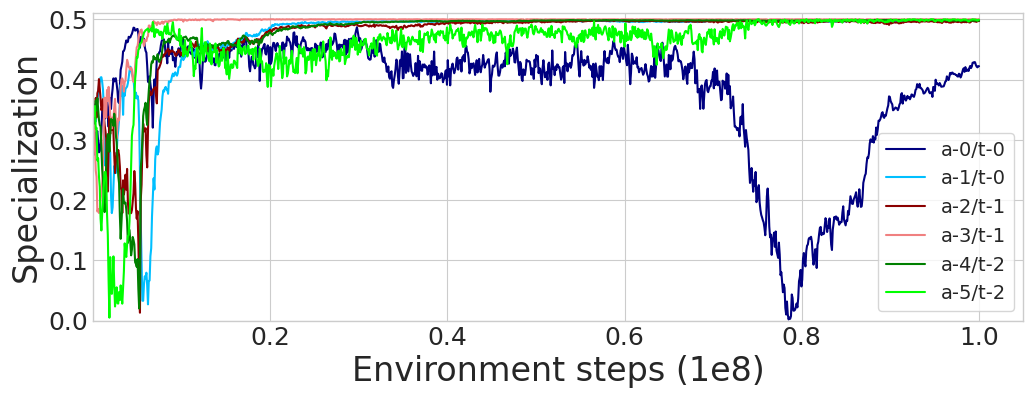 Specialization
0.5
0.4
0.3
0.2
0.1
0.0
0.2
0.4
0.6
0.8
1.0
Environment steps (1e8)
a-0/t-0
a-1/t-0
a-2/t-1
a-3/t-1
a-4/t-2
a-5/t-2